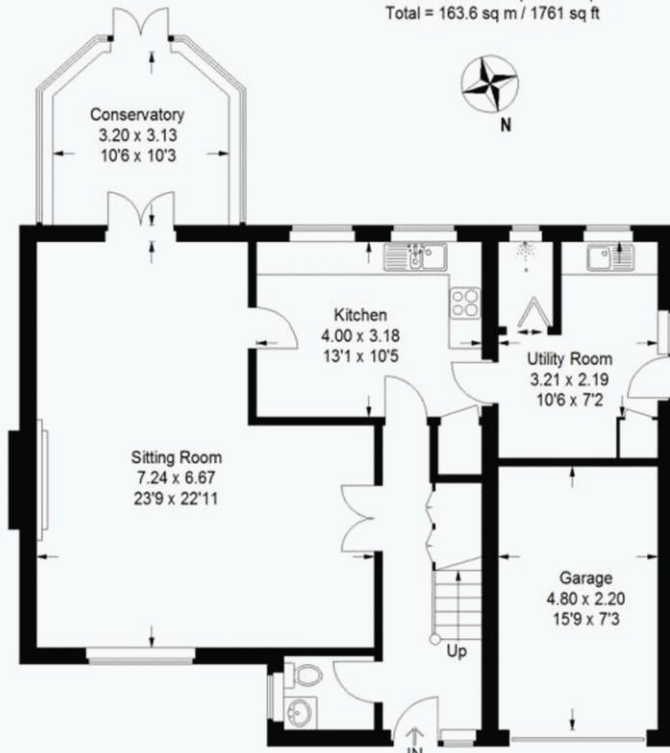 Total = 163.6 sq m / 1761 sq ft
N
Conservatory
3.20 x 3.13
10'6 x 10'3
Kitchen
4.00 x 3.18
13'1 x 10'5
Utility Room
3.21 x 2.19
10'6 x 7'2
Sitting Room
7.24 x 6.67
23'9 x 22'11
Garage
4.80 x 2.20
15'9 x 7'3
Up
IN